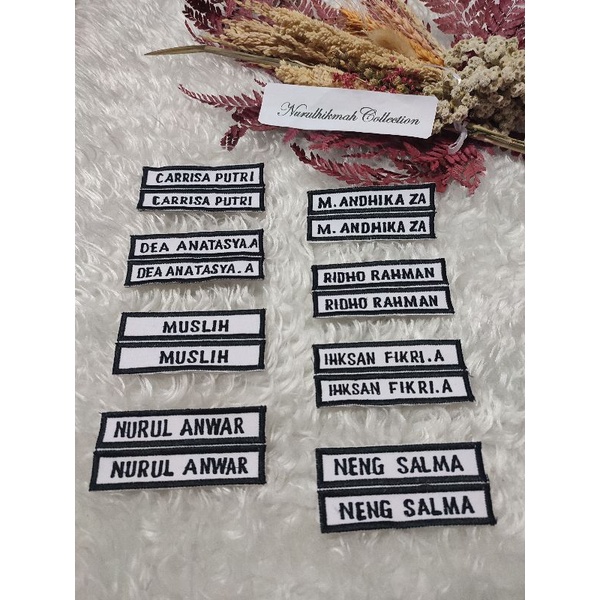 Nurulhikmah Collection
CARRISA PUTRI
CARRISA PUTRI
DEA ANATASYA.A
DEA ANATASYA.A
MUSLIH
MUSLIH
NURUL ANWAR
NURUL ANWAR
M. ANDHIKA ZA
M. ANDHIKA ZA
RIDHO RAHMAN
RIDHO RAHMAN
IHKSAN FIKRI.A
IHKSAN FIKRI.A
NENG SALMA
NENG SALMA